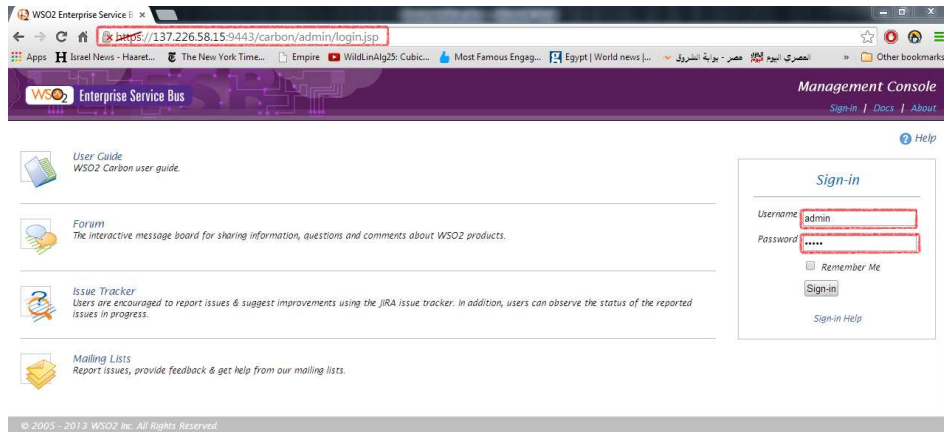 WSO2 Enterprise Service B
https://137.226.58.15:9443/carbon/admin/login.jsp
Apps Israel News - Haaret... The New York Time... Empire WildLinAlg25: Cubic... Most Famous Engag... Egypt | World news |... مصر - بوابة الشروق المصري اليوم » Other bookmarks
WSO2 Enterprise Service Bus
Management Console
Sign-in | Docs | About
Help
User Guide
WSO2 Carbon user guide.
Forum
The interactive message board for sharing information, questions and comments about WSO2 products.
Issue Tracker
Users are encouraged to report issues & suggest improvements using the JIRA issue tracker. In addition, users can observe the status of the reported
issues in progress.
Mailing Lists
Report issues, provide feedback & get help from our mailing lists.
Sign-in
Username admin
Password •••••
Remember Me
Sign-in
Sign-in Help
© 2005 - 2013 WSO2 Inc. All Rights Reserved.